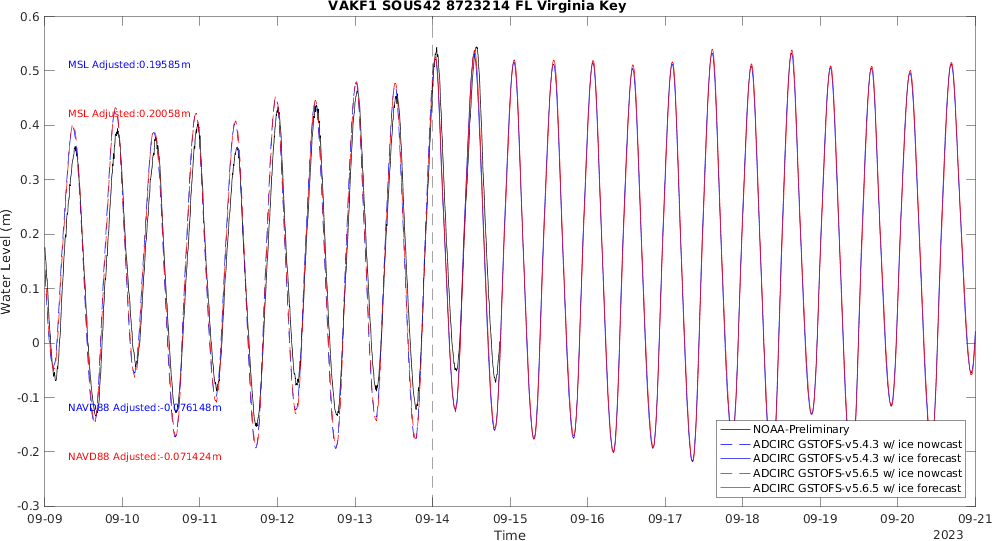 VAKF1 SOUS42 8723214 FL Virginia Key
0.6
0.5
0.4
0.3
0.2
0.1
0
-0.1
-0.2
-0.3
Water Level (m)
MSL Adjusted:0.19585m
MSL Adjusted:0.20058m
NAVD88 Adjusted:-0.076148m
NAVD88 Adjusted:-0.071424m
NOAA-Preliminary
ADCIRC GSTOFS-v5.4.3 w/ ice nowcast
ADCIRC GSTOFS-v5.4.3 w/ ice forecast
ADCIRC GSTOFS-v5.6.5 w/ ice nowcast
ADCIRC GSTOFS-v5.6.5 w/ ice forecast
09-09 09-10 09-11 09-12 09-13 09-14 09-15 09-16 09-17 09-18 09-19 09-20 09-21
Time
2023